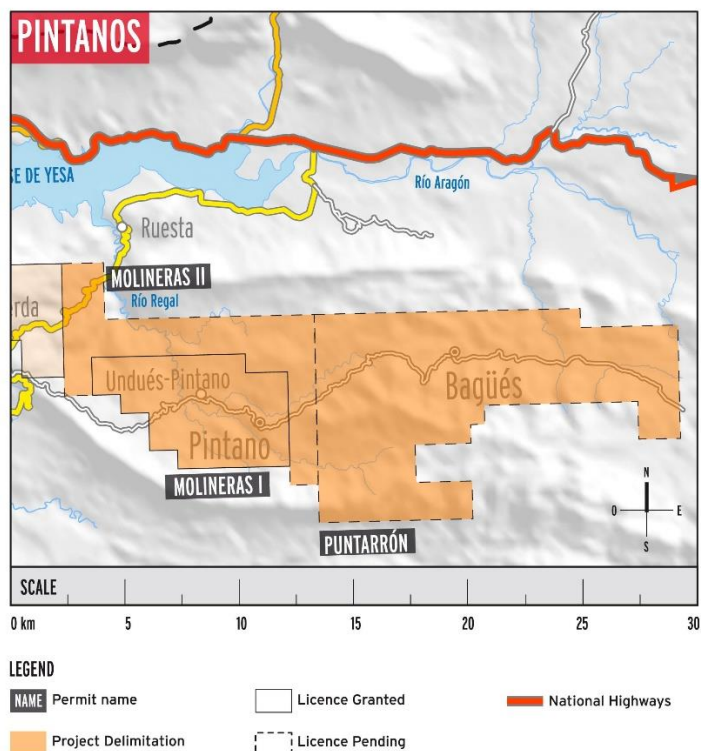 PINTANOS
SE DE YESA
Río Aragón
Ruesta
MOLINERAS II
Río Regal
rda
Undués-Pintano
Bagüés
Pintano
MOLINERAS I
PUNTARRÓN
N
O E
S
SCALE
0 km 5 10 15 20 25 30
LEGEND
NAME Permit name
Licence Granted
National Highways
Project Delimitation
Licence Pending